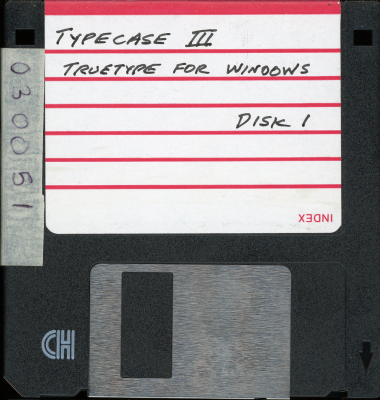 TYPECASE III
TRUETYPE FOR WINDOWS
DISK 1
030051
INDEX